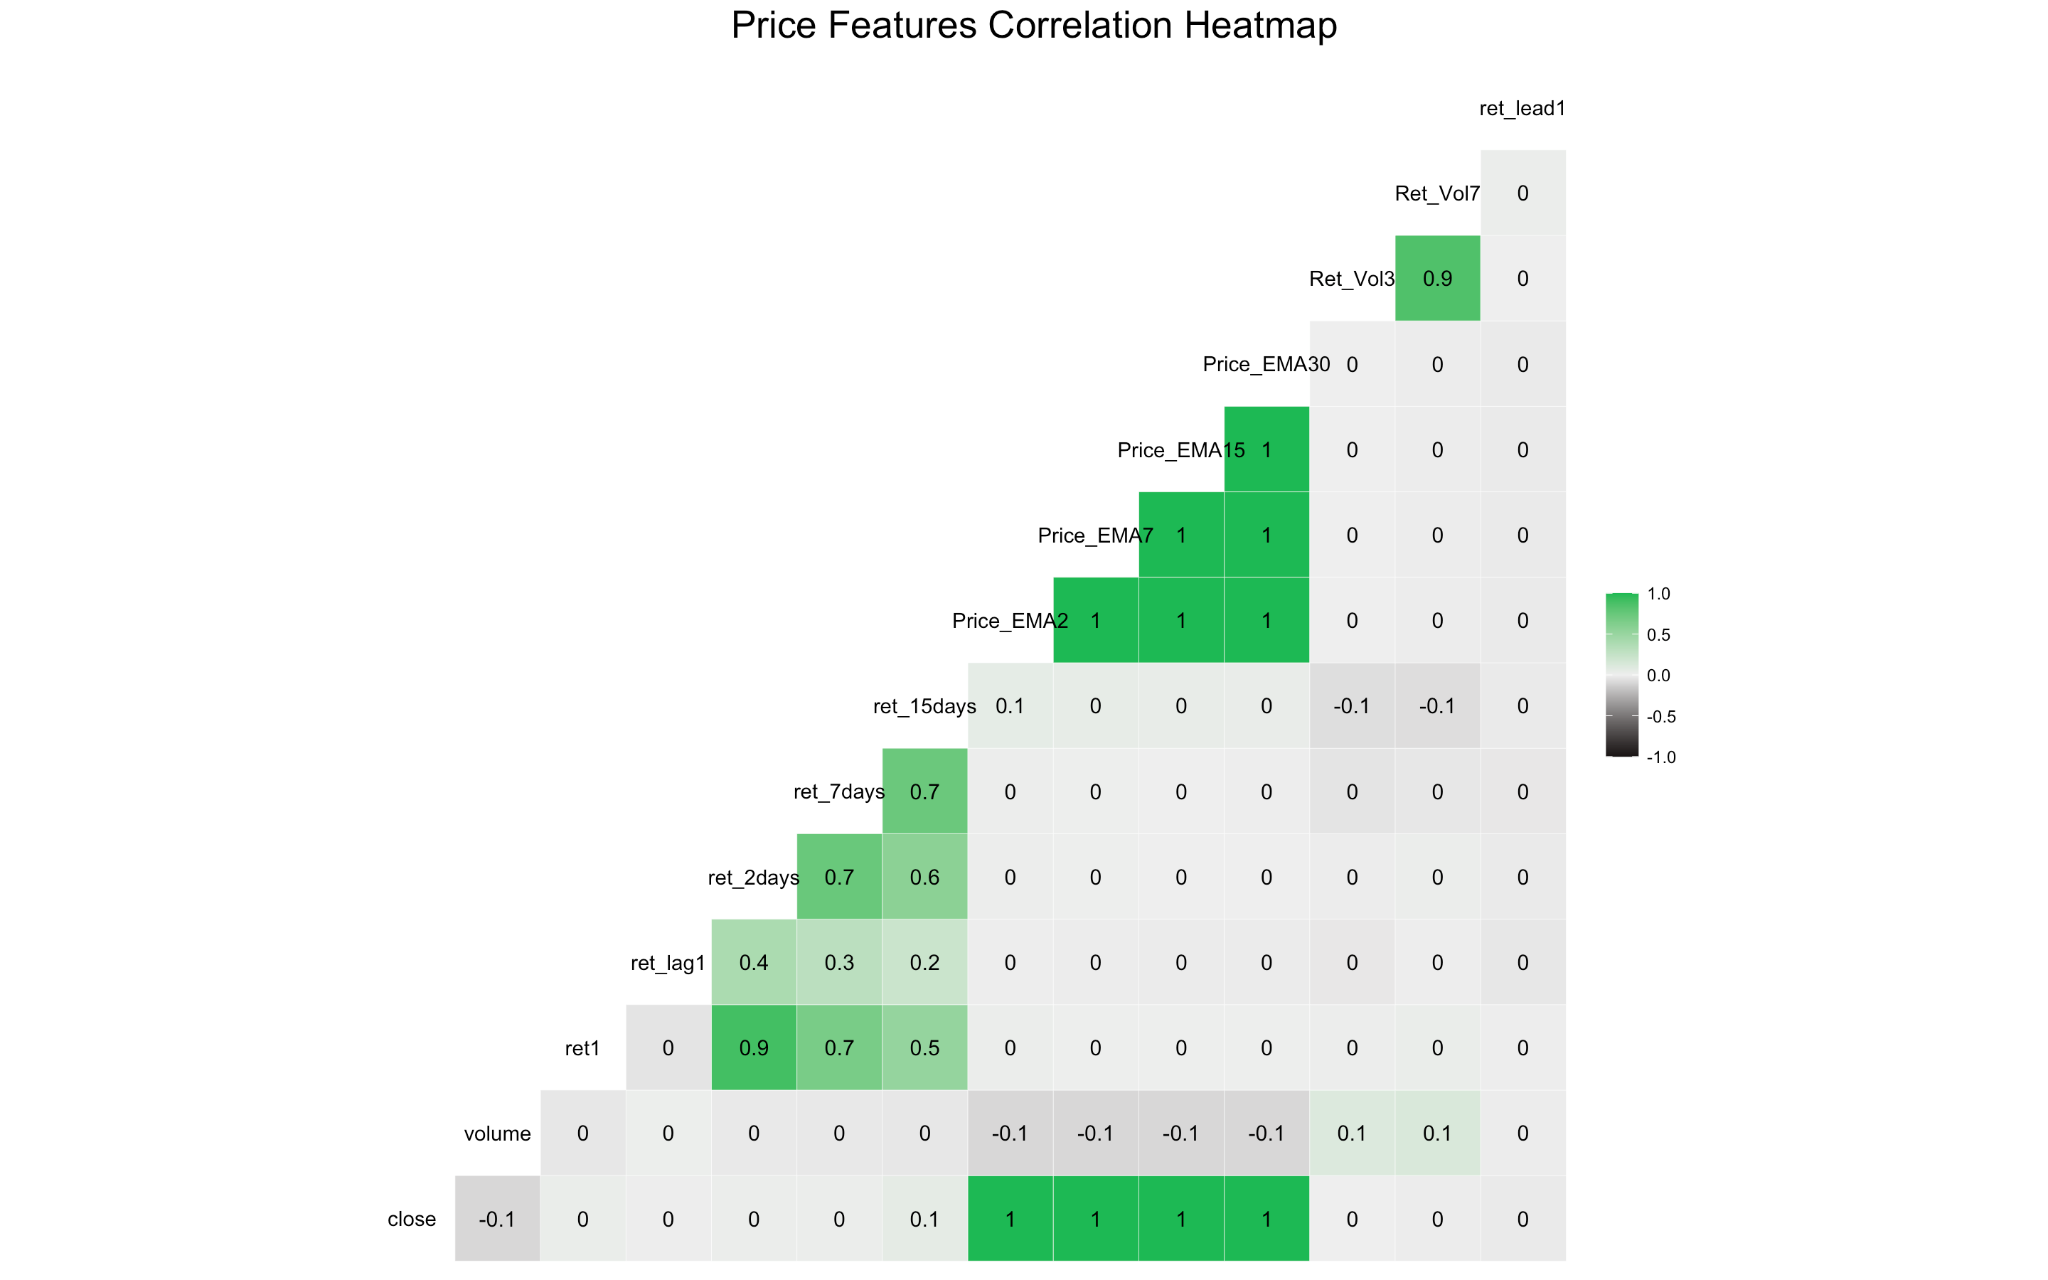 Price Features Correlation Heatmap
ret_lead1
Ret_Vol7 0
Ret_Vol3 0.9 0
Price_EMA30 0 0 0
Price_EMA15 1 0 0 0
Price_EMA7 1 1 0 0 0
Price_EMA2 1 1 1 0 0 0
ret_15days 0.1 0 0 0 -0.1 -0.1 0
ret_7days 0.7 0 0 0 0 0 0 0
ret_2days 0.7 0.6 0 0 0 0 0 0 0
ret_lag1 0.4 0.3 0.2 0 0 0 0 0 0 0
ret1 0 0.9 0.7 0.5 0 0 0 0 0 0 0
volume 0 0 0 0 0 -0.1 -0.1 -0.1 -0.1 0.1 0.1 0
close -0.1 0 0 0 0 0.1 1 1 1 1 0 0 0
1.0
0.5
0.0
-0.5
-1.0